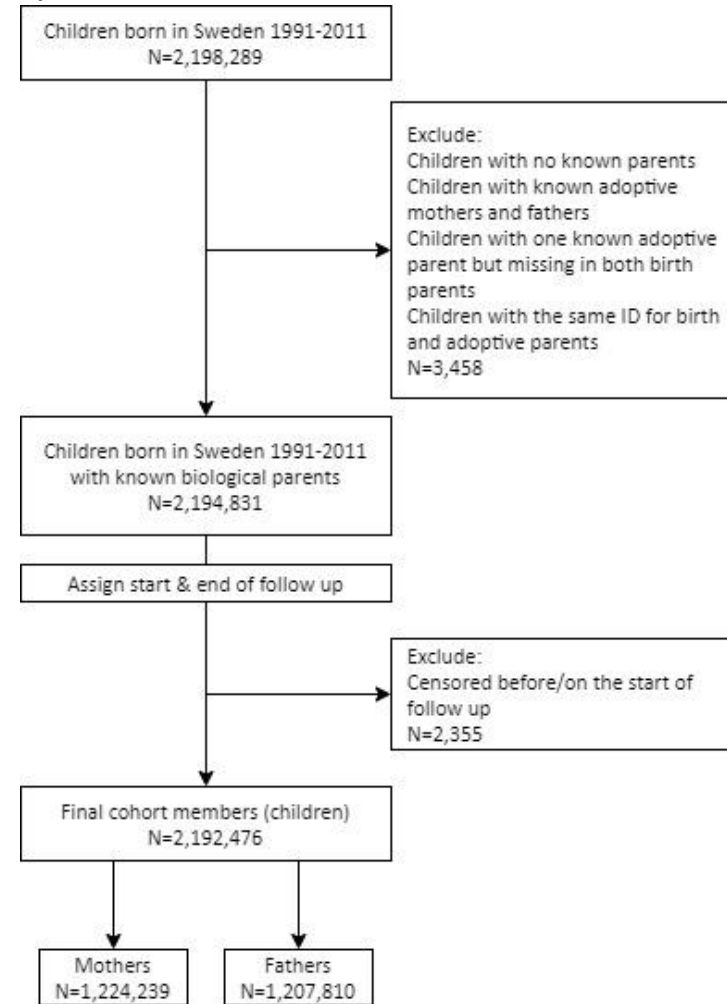 Children born in Sweden 1991-2011
N=2,198,289
Exclude:
Children with no known parents
Children with known adoptive
mothers and fathers
Children with one known adoptive
parent but missing in both birth
parents
Children with the same ID for birth
and adoptive parents
N=3,458
Children born in Sweden 1991-2011
with known biological parents
N=2,194,831
Assign start & end of follow up
Exclude:
Censored before/on the start of
follow up
N=2,355
Final cohort members (children)
N=2,192,476
Mothers
N=1,224,239
Fathers
N=1,207,810